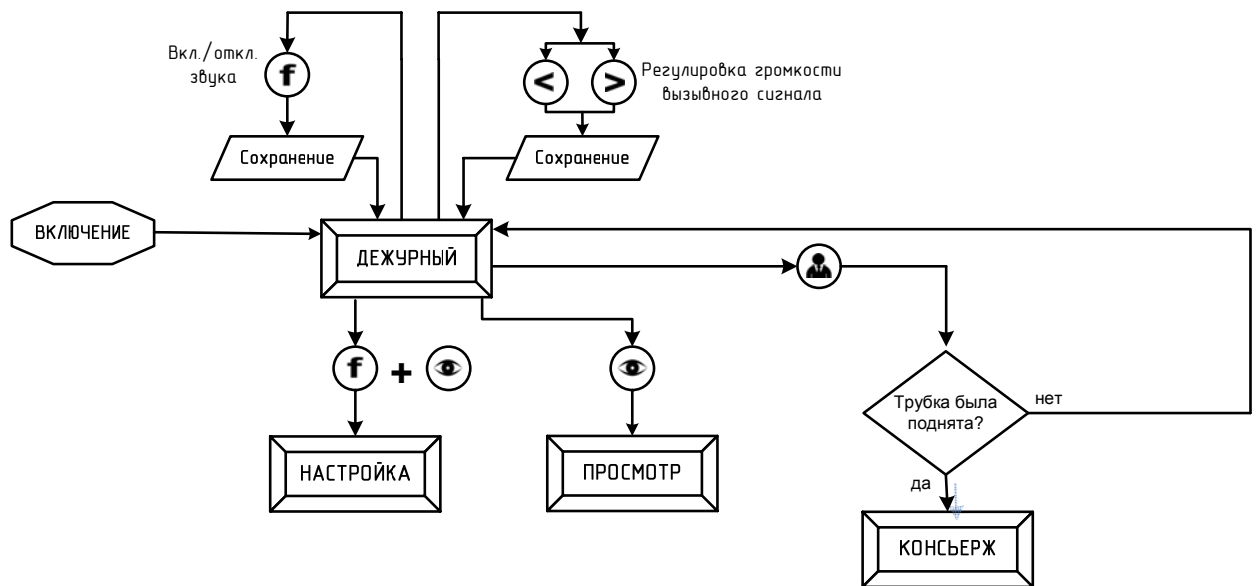 Вкл./откл.
звука
f
<
>
Регулировка громкости
вызывного сигнала
Сохранение
Сохранение
ВКЛЮЧЕНИЕ
ДЕЖУРНЫЙ
f
+
Трубка была
поднята?
нет
НАСТРОЙКА
ПРОСМОТР
да
КОНСЬЕРЖ